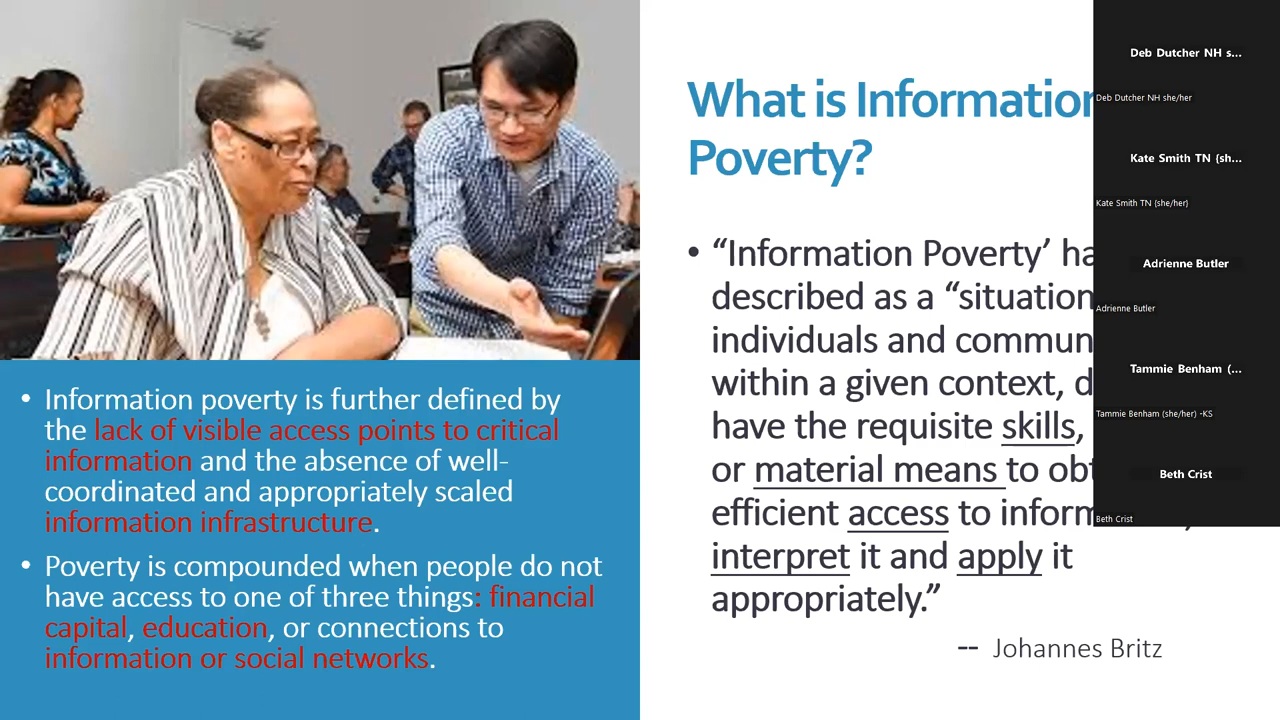 What is Information
Poverty?
• “Information Poverty’ ha
described as a “situation
individuals and commun
within a given context, d
have the requisite skills,
or material means to ob
efficient access to inform
interpret it and apply it
appropriately.”
-- Johannes Britz
• Information poverty is further defined by
the lack of visible access points to critical
information and the absence of well-
coordinated and appropriately scaled
information infrastructure.
• Poverty is compounded when people do not
have access to one of three things: financial
capital, education, or connections to
information or social networks.
Deb Dutcher NH s...
Deb Dutcher NH she/her
Kate Smith TN (sh...
Kate Smith TN (she/her)
Adrienne Butler
Adrienne Butler
Tammie Benham (...
Tammie Benham (she/her) -KS
Beth Crist
Beth Crist